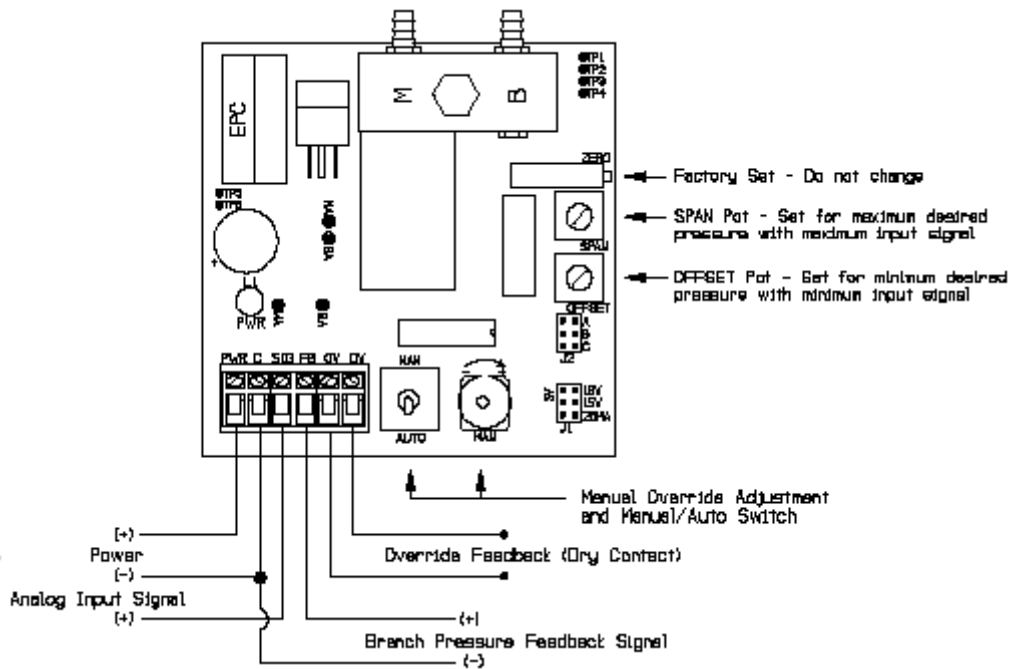 TP1
TP2
TP3
TP4
EPC
M
B
ZERO
Factory Set - Do not change
SPAN Pot - Set for maximum desired
pressure with maximum input signal
SPAN
+
OFFSET Pot - Set for minimum desired
pressure with minimum input signal
OFFSET
PWR
A
B
C
J2
PWR C SIG FB OV OV
MAN
AUTO
MAN
18V
15V
20MA
J1
Manual Override Adjustment
and Manual/Auto Switch
(+)
Power
(-)
Override Feedback (Dry Contact)
Analog Input Signal
(+)
(+)
Branch Pressure Feedback Signal
(-)